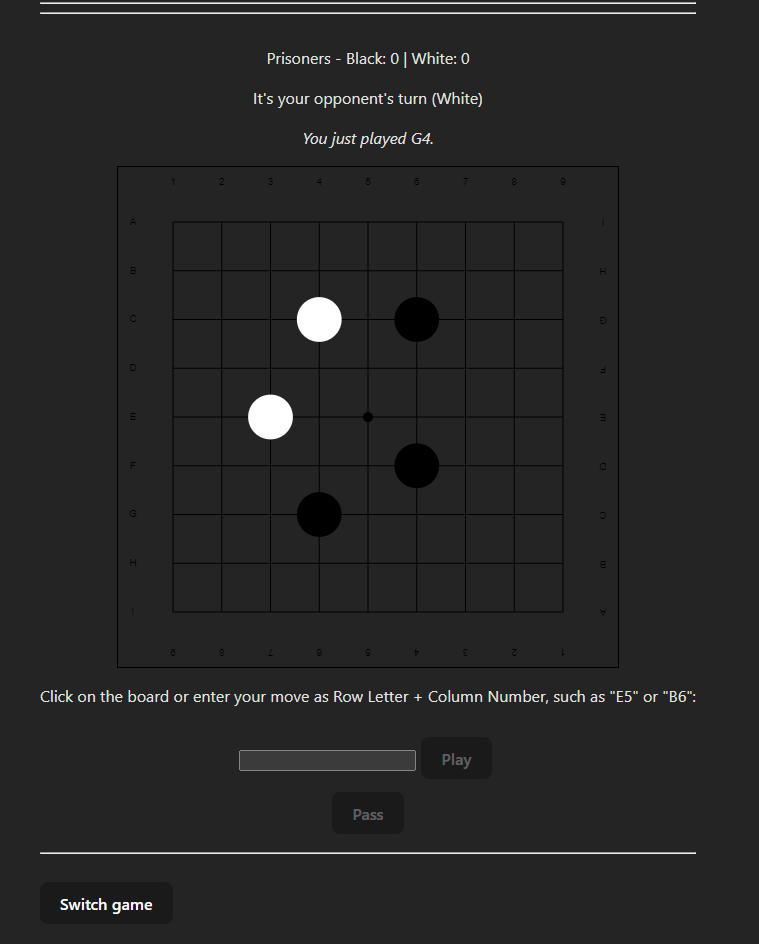 Prisoners - Black: 0 | White: 0
It's your opponent's turn (White)
You just played G4.
1 2 3 4 5 6 7 8 9
A I
B H
C G
D F
E E
F D
G C
H B
I A
9 8 7 6 5 4 3 2 1
Click on the board or enter your move as Row Letter + Column Number, such as "E5" or "B6":
Play
Pass
Switch game